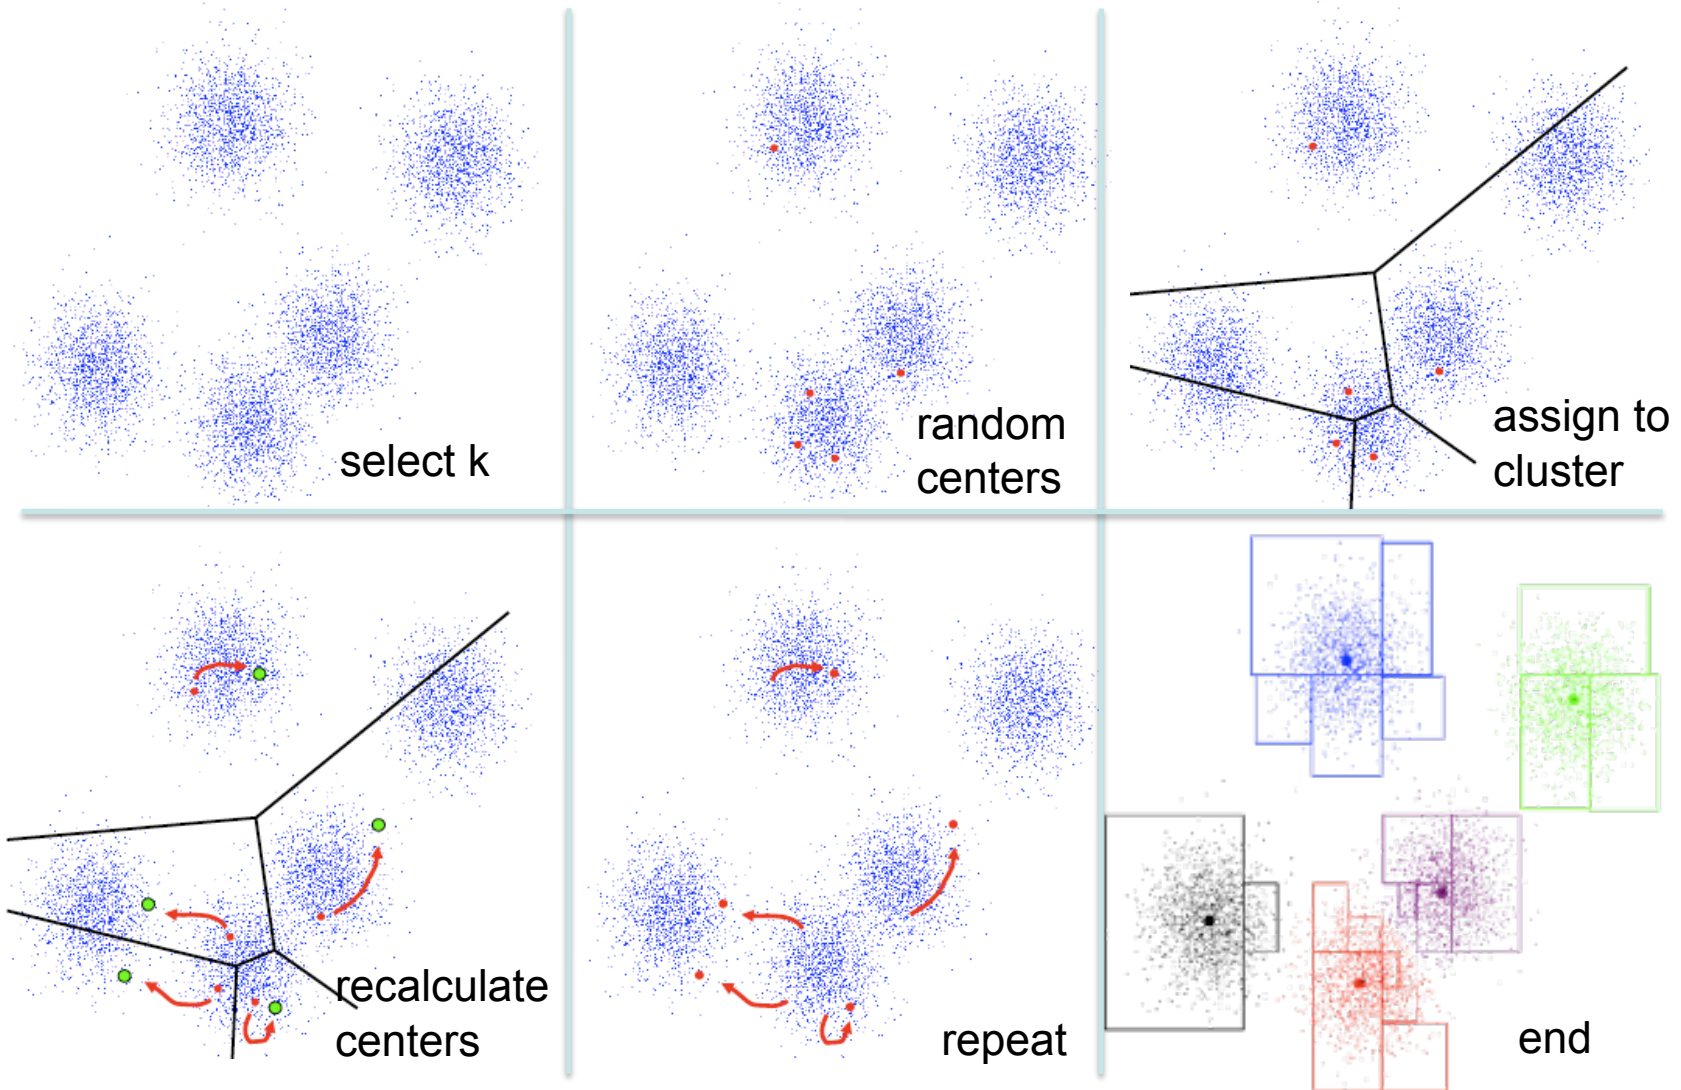 select k
random
centers
assign to
cluster
recalculate
centers
repeat
end